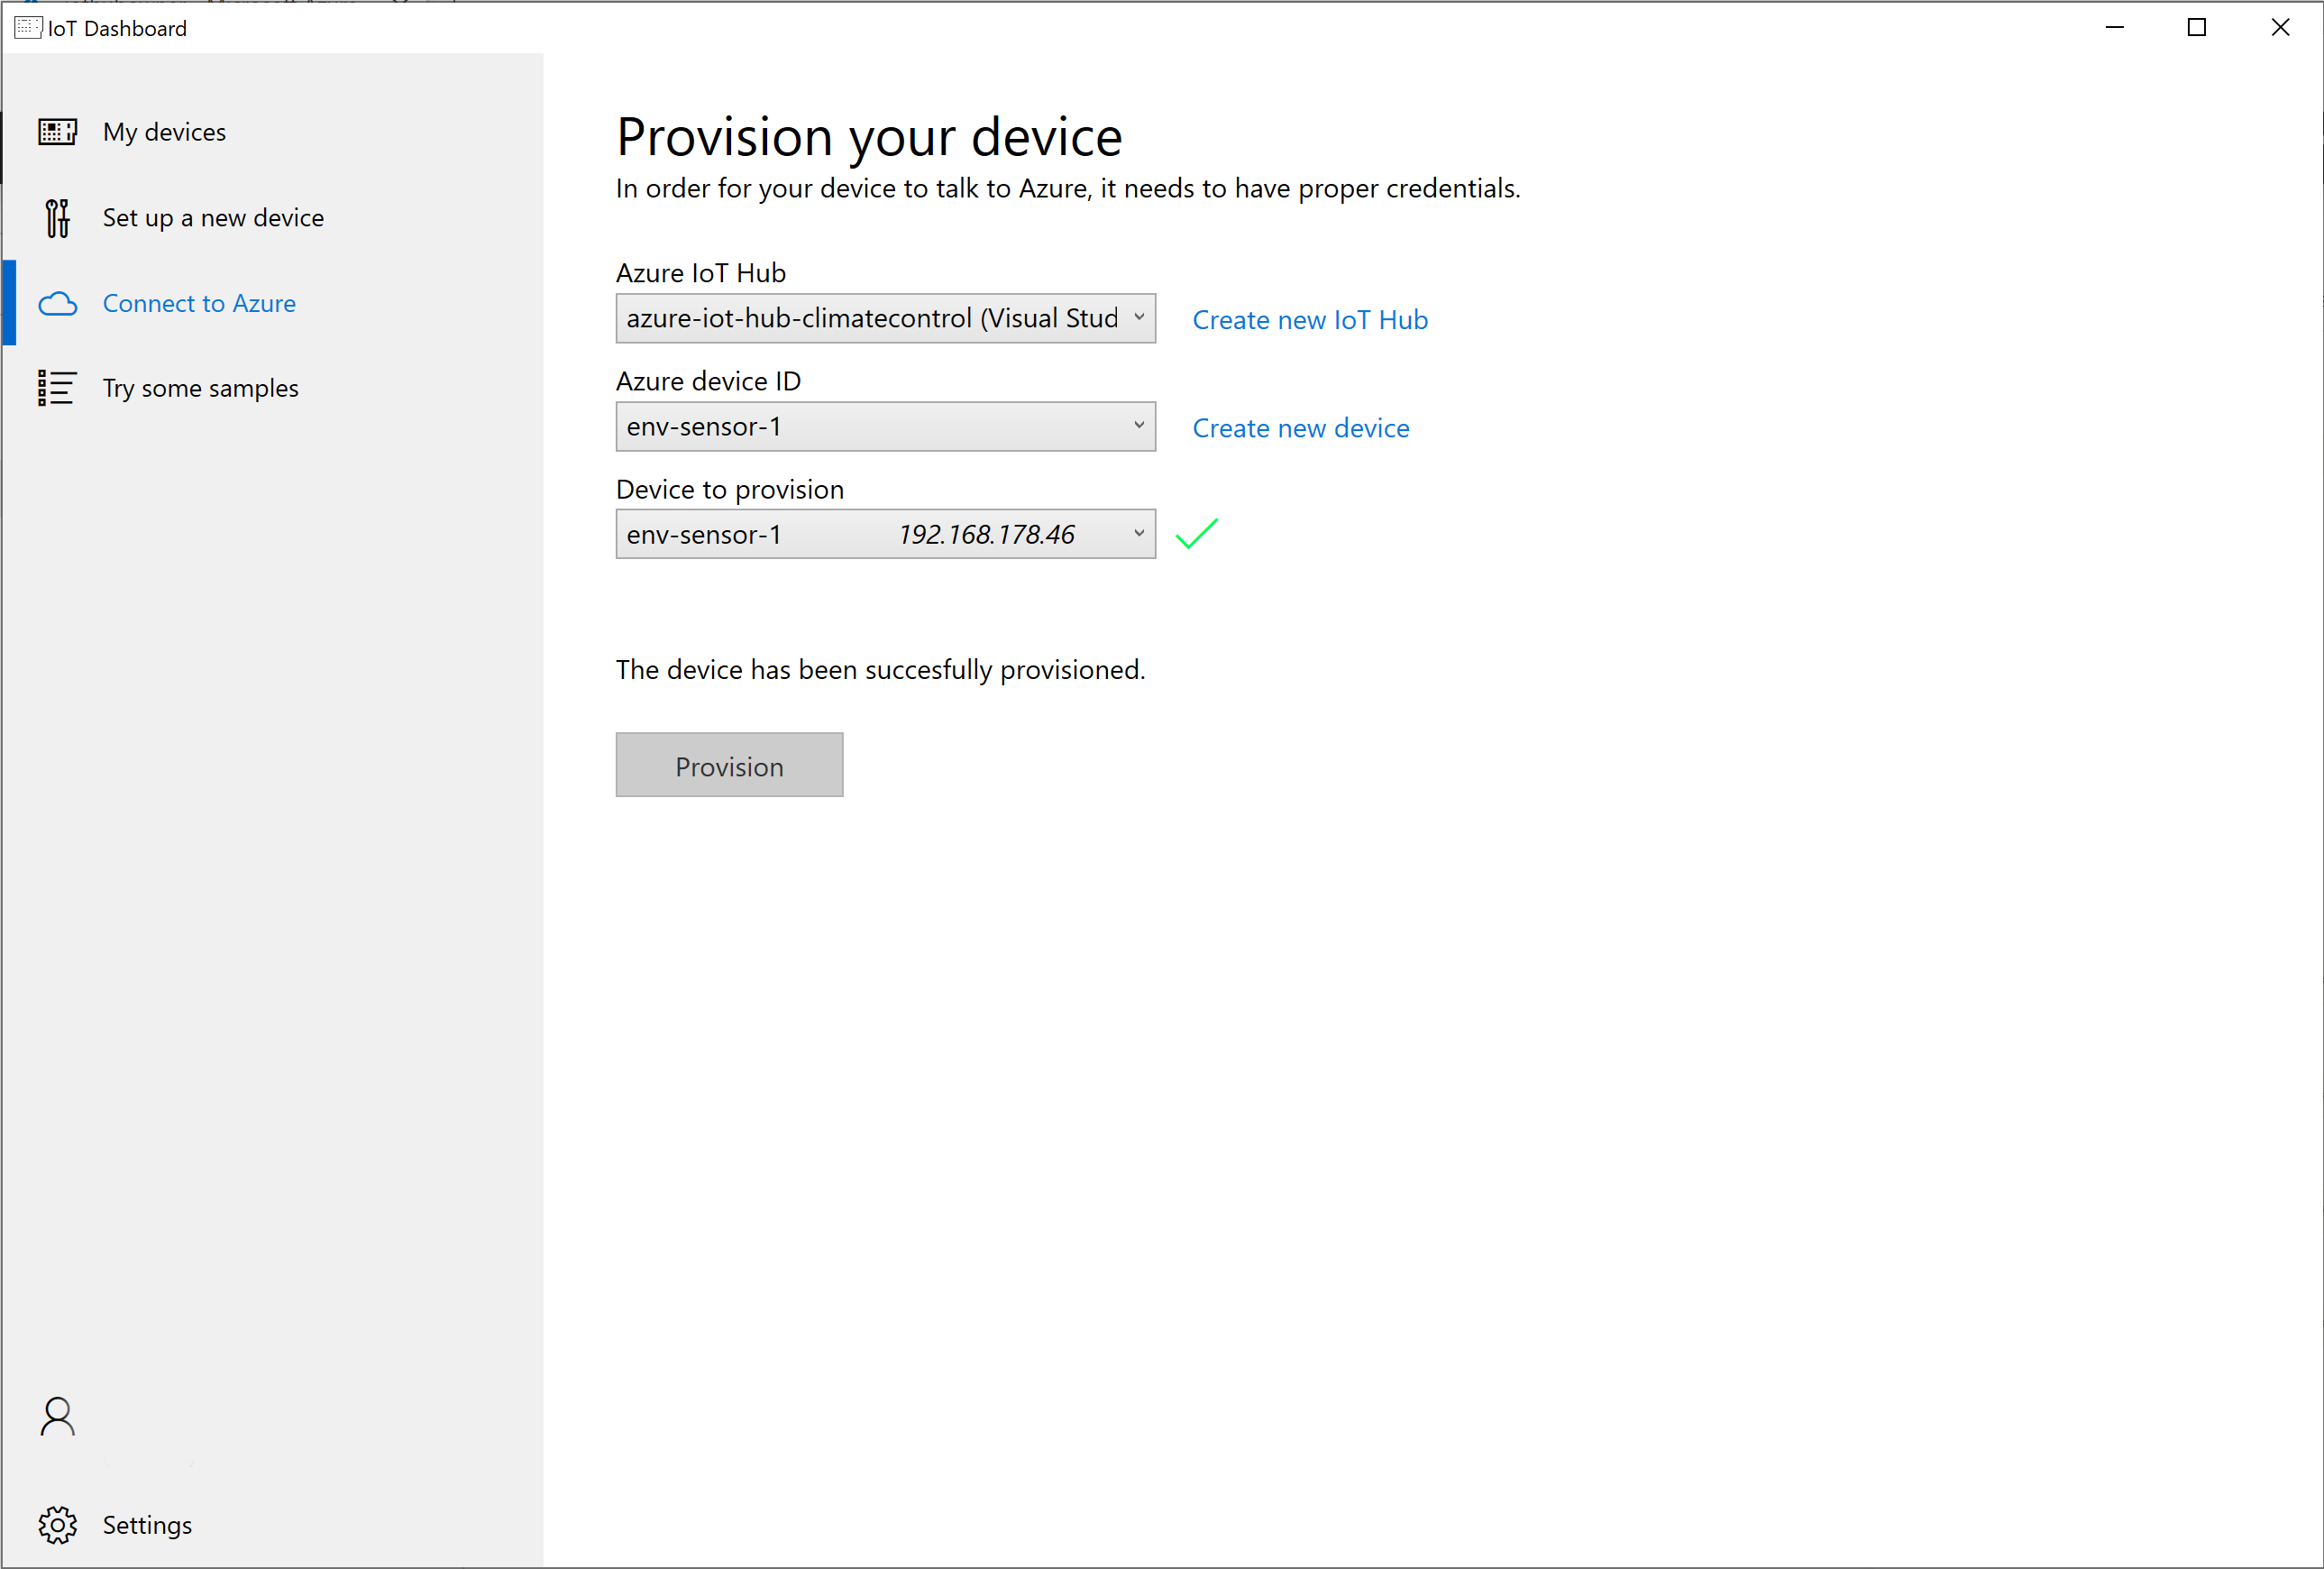 IoT Dashboard
My devices
Set up a new device
Connect to Azure
Try some samples
Provision your device
In order for your device to talk to Azure, it needs to have proper credentials.
Azure IoT Hub
azure-iot-hub-climatecontrol (Visual Stud
Create new IoT Hub
Azure device ID
env-sensor-1
Create new device
Device to provision
env-sensor-1 192.168.178.46
The device has been succesfully provisioned.
Provision
Settings